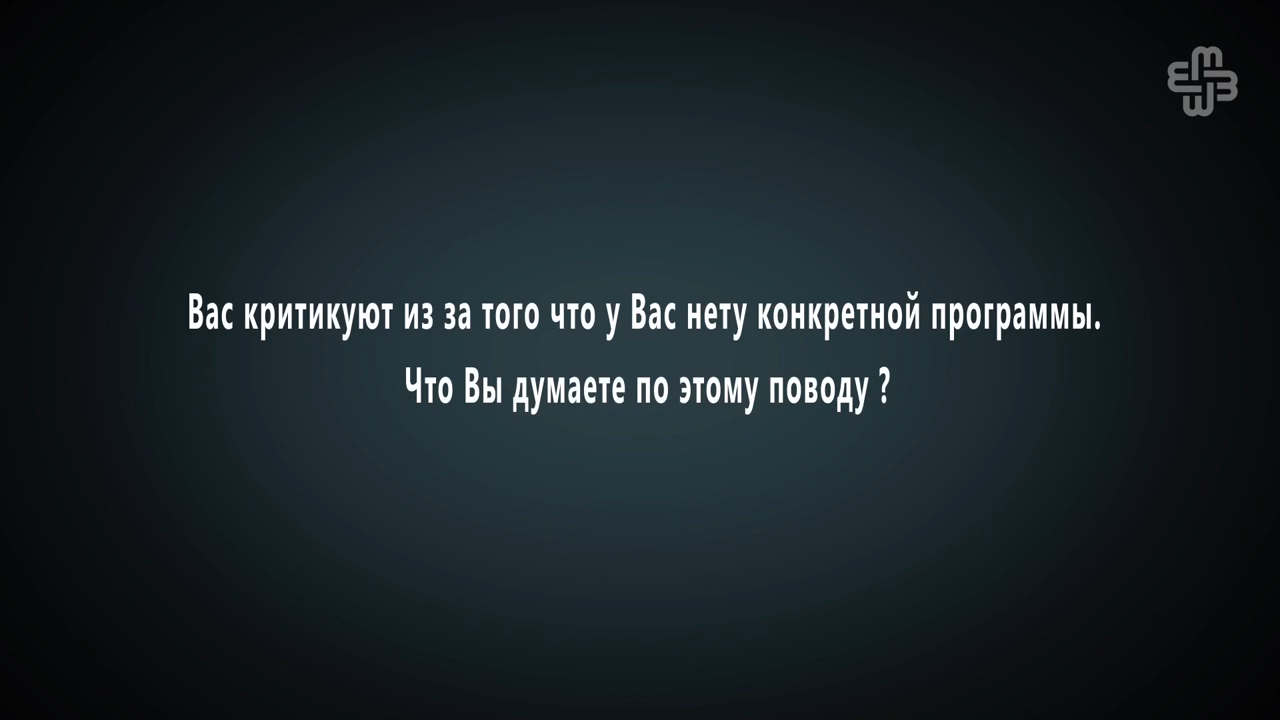 Вас критикуют из за того что у Вас нету конкретной программы.
Что Вы думаете по этому поводу ?